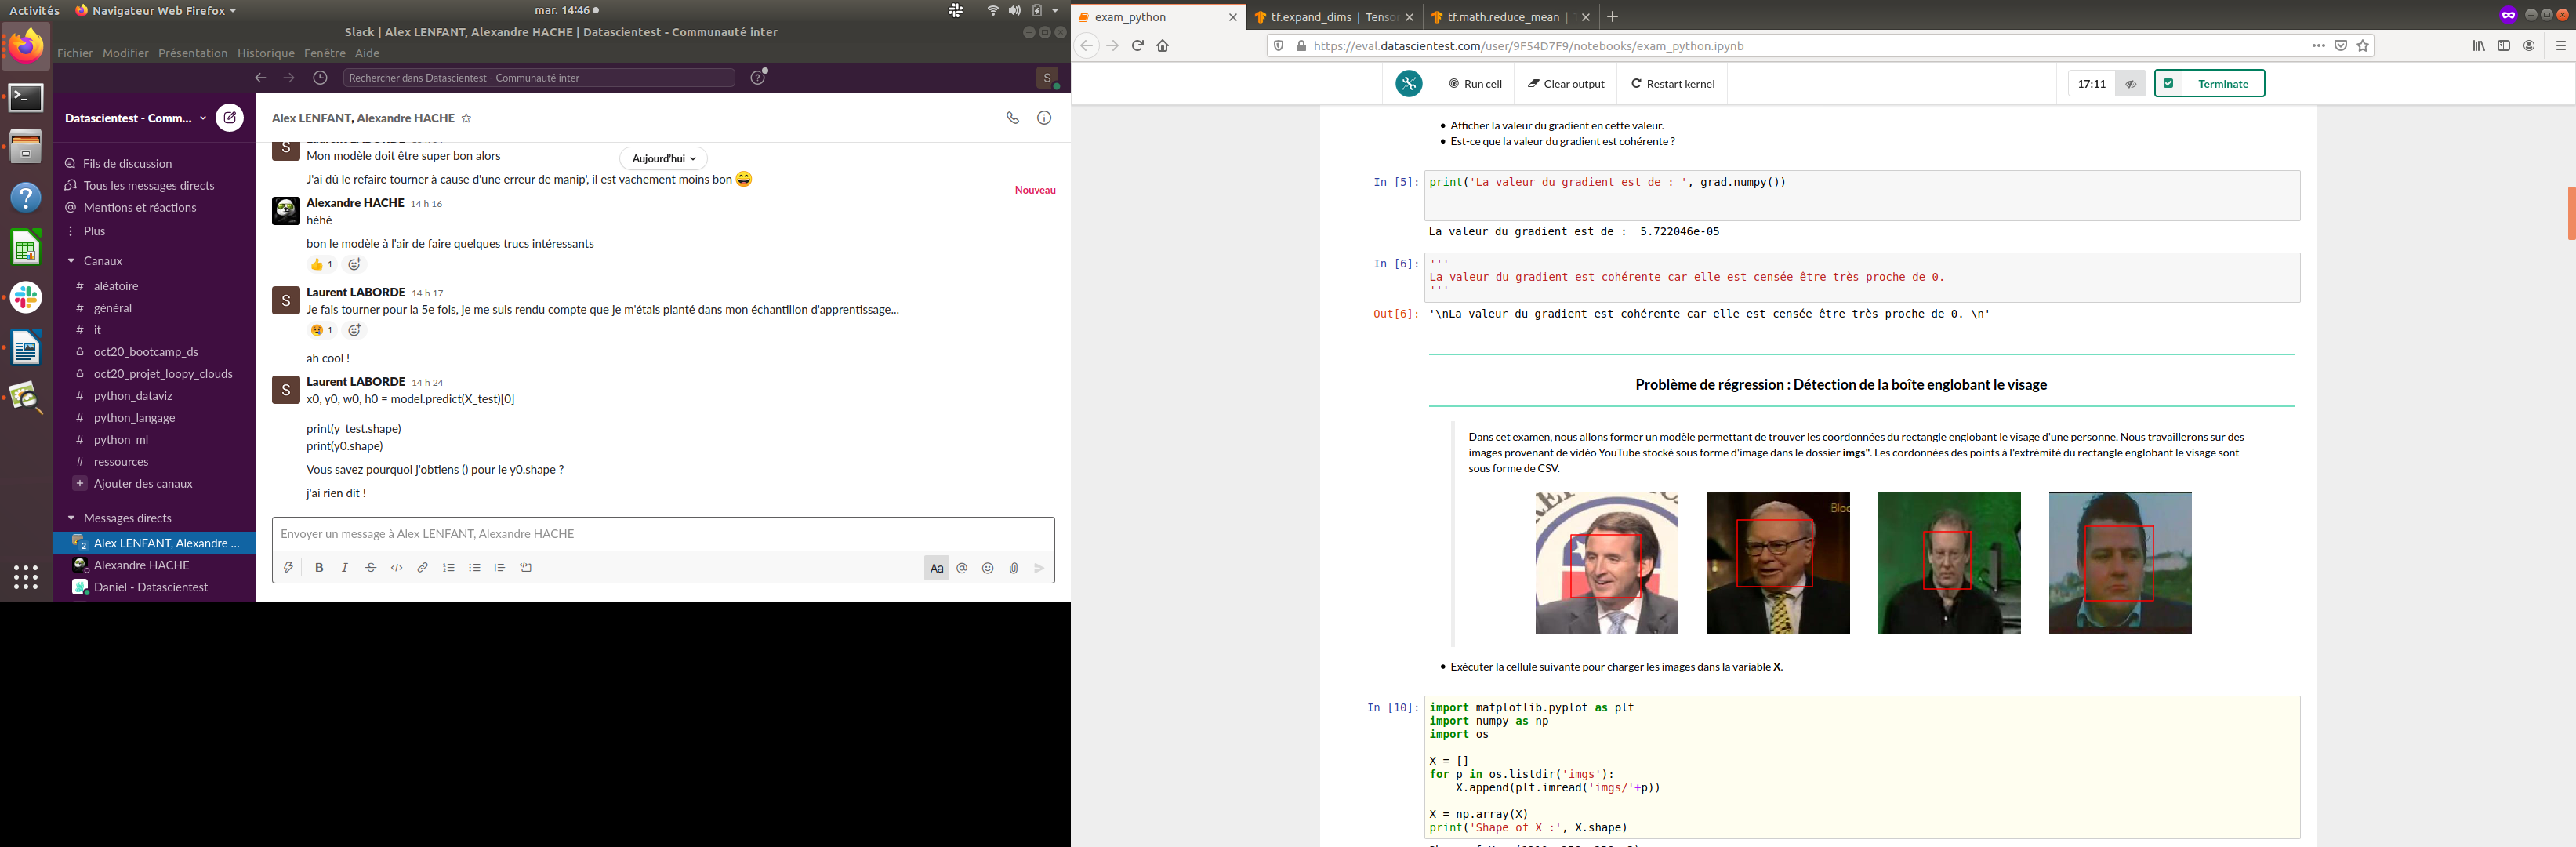 Activités
Navigateur Web Firefox
mar. 14:46
Slack | Alex LENFANT, Alexandre HACHE | Datascientest - Communauté inter
Fichier Modifier Présentation Historique Fenêtre Aide
Rechercher dans Datascientest - Communauté inter
S
Datascientest - Comm...
Fils de discussion
Tous les messages directs
Mentions et réactions
Plus
Canaux
# aléatoire
# général
# it
oct20_bootcamp_ds
oct20_projet_loopy_clouds
# python_dataviz
# python_langage
# python_ml
# ressources
+ Ajouter des canaux
Messages directs
2 Alex LENFANT, Alexandre ...
Alexandre HACHE
Daniel - Datascientest
Alex LENFANT, Alexandre HACHE
S
Mon modèle doit être super bon alors
Aujourd'hui
J'ai dû le refaire tourner à cause d'une erreur de manip', il est vachement moins bon
Nouveau
Alexandre HACHE 14 h 16
héhé
bon le modèle à l'air de faire quelques trucs intéressants
1
S
Laurent LABORDE 14 h 17
Je fais tourner pour la 5e fois, je me suis rendu compte que je m'étais planté dans mon échantillon d'apprentissage...
1
ah cool !
S
Laurent LABORDE 14 h 24
x0, y0, w0, h0 = model.predict(X_test)[0]
print(y_test.shape)
print(y0.shape)
Vous savez pourquoi j'obtiens () pour le y0.shape ?
j'ai rien dit !
Envoyer un message à Alex LENFANT, Alexandre HACHE
B I S </> Aa @
exam_python
tf.expand_dims | Tensor
tf.math.reduce_mean |
https://eval.datascientest.com/user/9F54D7F9/notebooks/exam_python.ipynb
Run cell
Clear output
Restart kernel
17:11
Terminate
• Afficher la valeur du gradient en cette valeur.
• Est-ce que la valeur du gradient est cohérente ?
In [5]: print('La valeur du gradient est de : ', grad.numpy())
La valeur du gradient est de :  5.722046e-05
In [6]: '''
La valeur du gradient est cohérente car elle est censée être très proche de 0.
'''
Out[6]: '\nLa valeur du gradient est cohérente car elle est censée être très proche de 0. \n'
Problème de régression : Détection de la boîte englobant le visage
Dans cet examen, nous allons former un modèle permettant de trouver les coordonnées du rectangle englobant le visage d'une personne. Nous travaillerons sur des
images provenant de vidéo YouTube stocké sous forme d'image dans le dossier imgs". Les cordonnées des points à l'extrémité du rectangle englobant le visage sont
sous forme de CSV.
Bloo
• Exécuter la cellule suivante pour charger les images dans la variable X.
In [10]: import matplotlib.pyplot as plt
import numpy as np
import os
X = []
for p in os.listdir('imgs'):
    X.append(plt.imread('imgs/'+p))
X = np.array(X)
print('Shape of X :', X.shape)